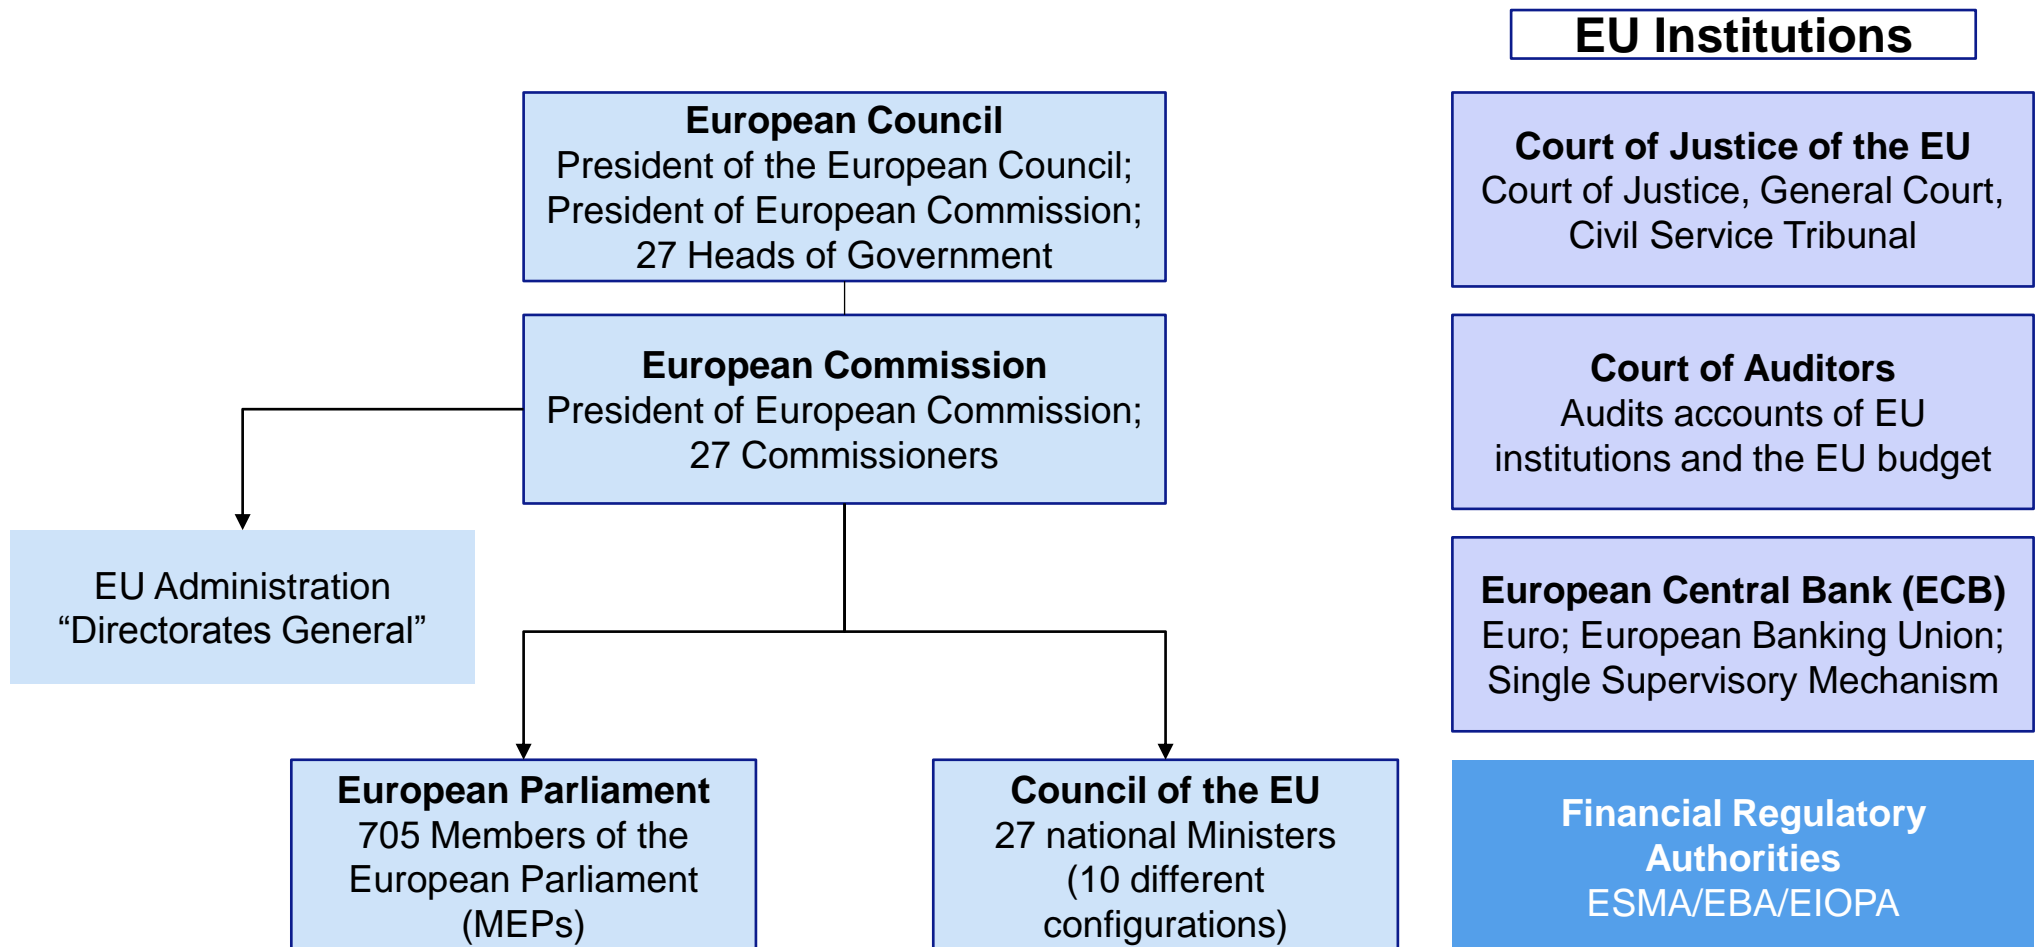 EU Institutions
European Council
President of the European Council;
President of European Commission;
27 Heads of Government
European Commission
President of European Commission;
27 Commissioners
EU Administration
“Directorates General”
European Parliament
705 Members of the
European Parliament
(MEPs)
Council of the EU
27 national Ministers
(10 different
configurations)
Court of Justice of the EU
Court of Justice, General Court,
Civil Service Tribunal
Court of Auditors
Audits accounts of EU
institutions and the EU budget
European Central Bank (ECB)
Euro; European Banking Union;
Single Supervisory Mechanism
Financial Regulatory
Authorities
ESMA/EBA/EIOPA